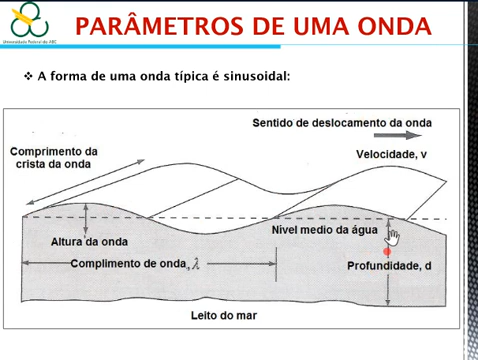 PARÂMETROS DE UMA ONDA
Universidade Federal do ABC
❖ A forma de uma onda típica é sinusoidal:
Sentido de deslocamento da onda
Comprimento da
crista da onda
Velocidade, v
Altura da onda
Nível medio da água
Complimento de onda, λ
Profundidade, d
Leito do mar